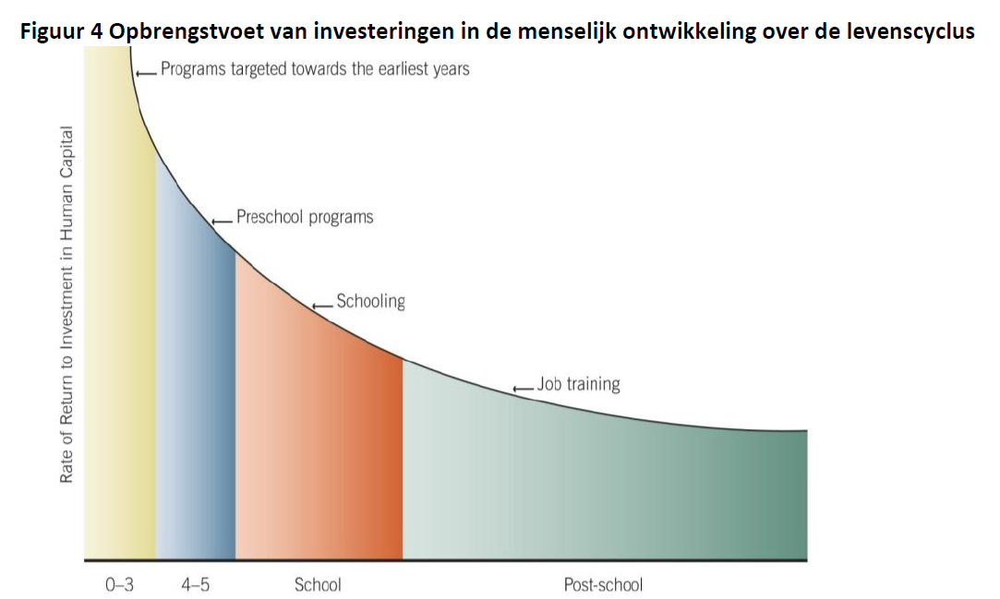 Figuur 4 Opbrengstvoet van investeringen in de menselijk ontwikkeling over de levenscyclus
Programs targeted towards the earliest years
Rate of Return to Investment in Human Capital
Preschool programs
Schooling
Job training
0–3
4–5
School
Post-school